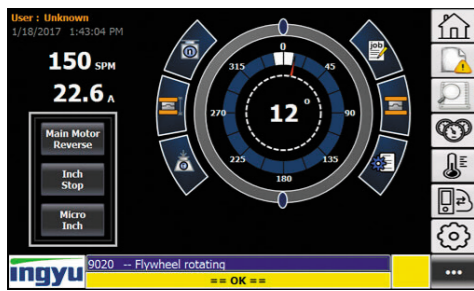 User : Unknown
1/18/2017 1:43:04 PM
150 SPM
22.6 A
Main Motor
Reverse
Inch
Stop
Micro
Inch
n
job
0
45
90
135
180
225
270
315
12 °
ingyu
9020 -- Flywheel rotating
== OK ==